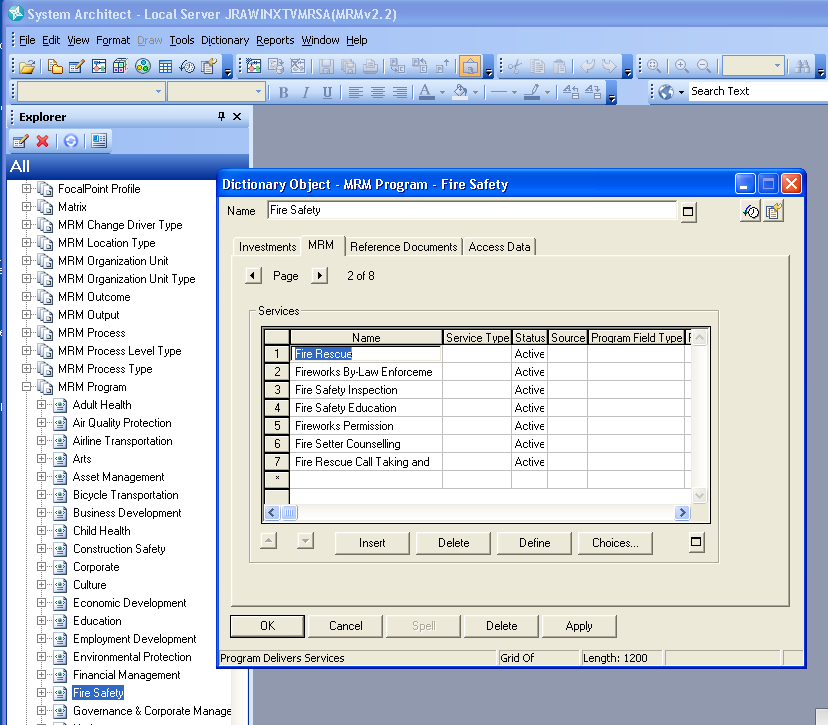 System Architect - Local Server JRAWINXTVMRSA(MRMv2.2)
File Edit View Format Draw Tools Dictionary Reports Window Help
B I U A Search Text
Explorer
All
FocalPoint Profile
Matrix
MRM Change Driver Type
MRM Location Type
MRM Organization Unit
MRM Organization Unit Type
MRM Outcome
MRM Output
MRM Process
MRM Process Level Type
MRM Process Type
MRM Program
Adult Health
Air Quality Protection
Airline Transportation
Arts
Asset Management
Bicycle Transportation
Business Development
Child Health
Construction Safety
Corporate
Culture
Economic Development
Education
Employment Development
Environmental Protection
Financial Management
Fire Safety
Governance & Corporate Manage
Dictionary Object - MRM Program - Fire Safety
Name Fire Safety
Investments MRM Reference Documents Access Data
Page 2 of 8
Services
Name Service Type Status Source Program Field Type F
1 Fire Rescue Active
2 Fireworks By-Law Enforceme Active
3 Fire Safety Inspection Active
4 Fire Safety Education Active
5 Fireworks Permission Active
6 Fire Setter Counselling Active
7 Fire Rescue Call Taking and Active
*
Insert Delete Define Choices...
OK Cancel Spell Delete Apply
Program Delivers Services Grid Of Length: 1200